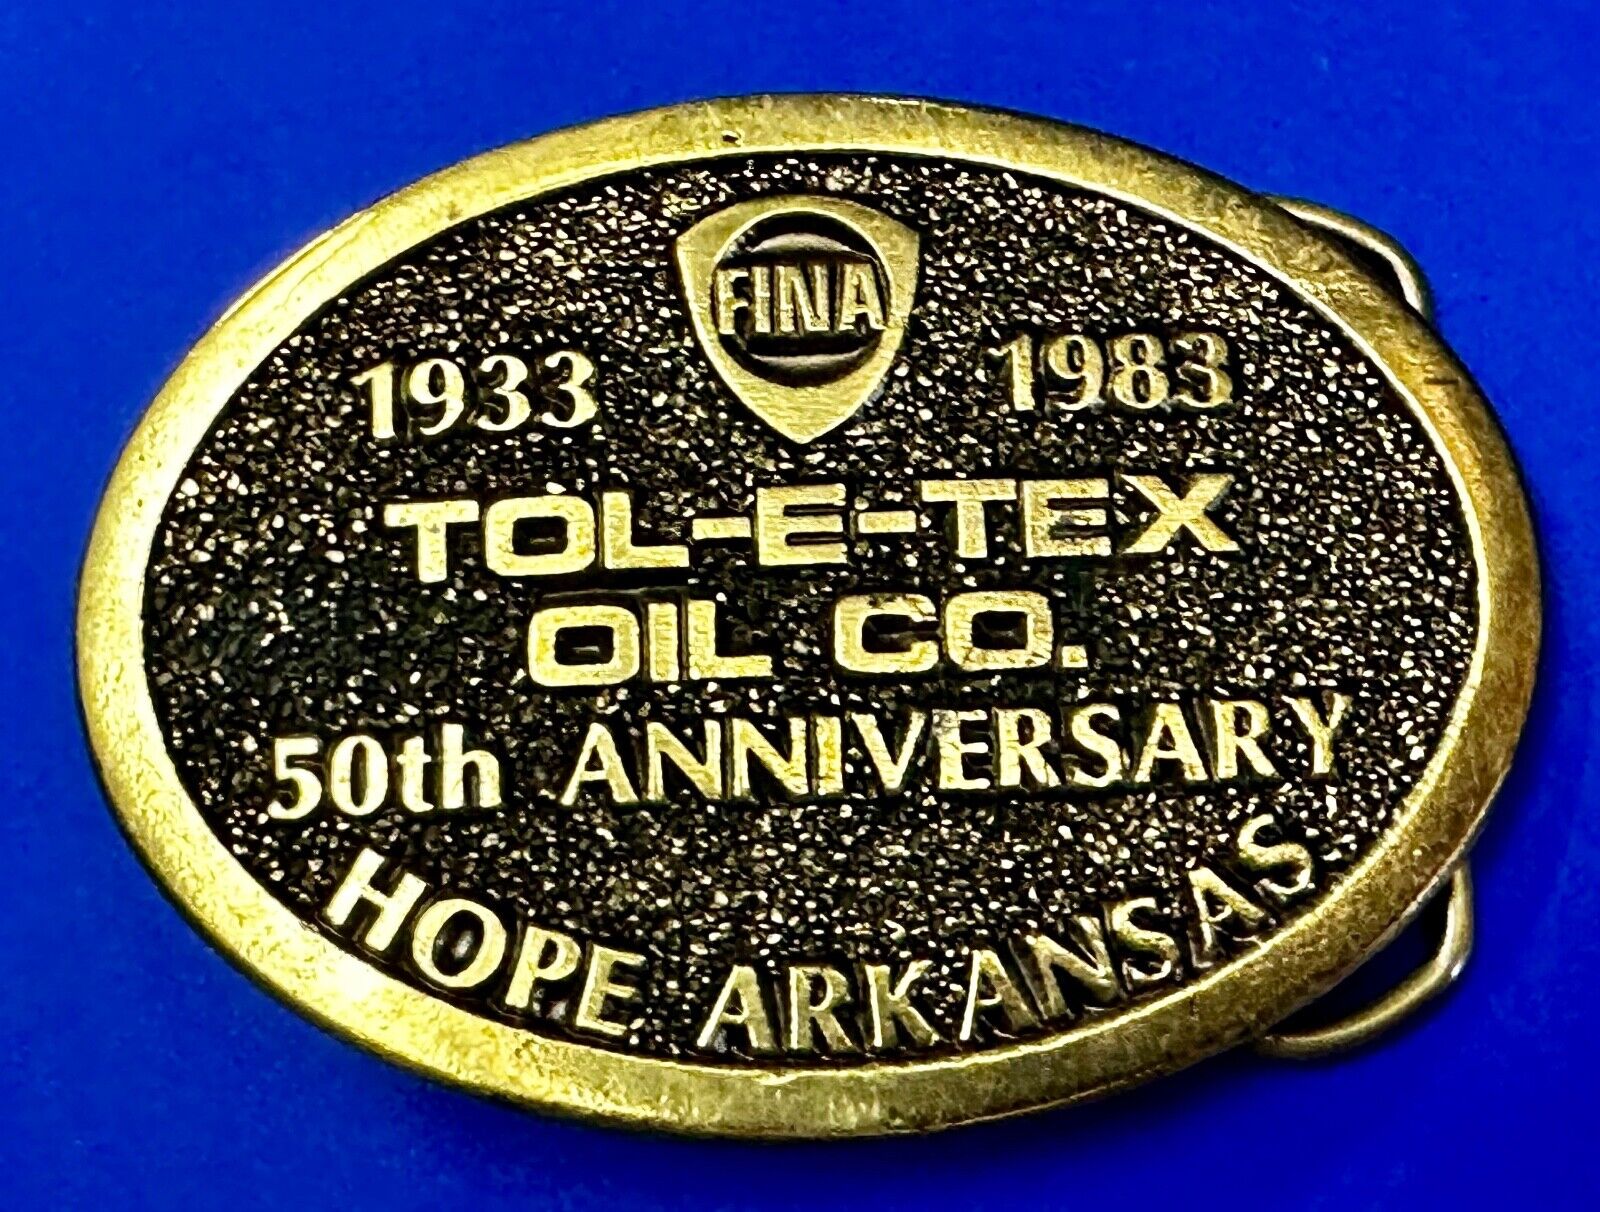 FINA
1933 1983
TOL-E-TEX
OIL CO.
50th ANNIVERSARY
HOPE ARKANSAS